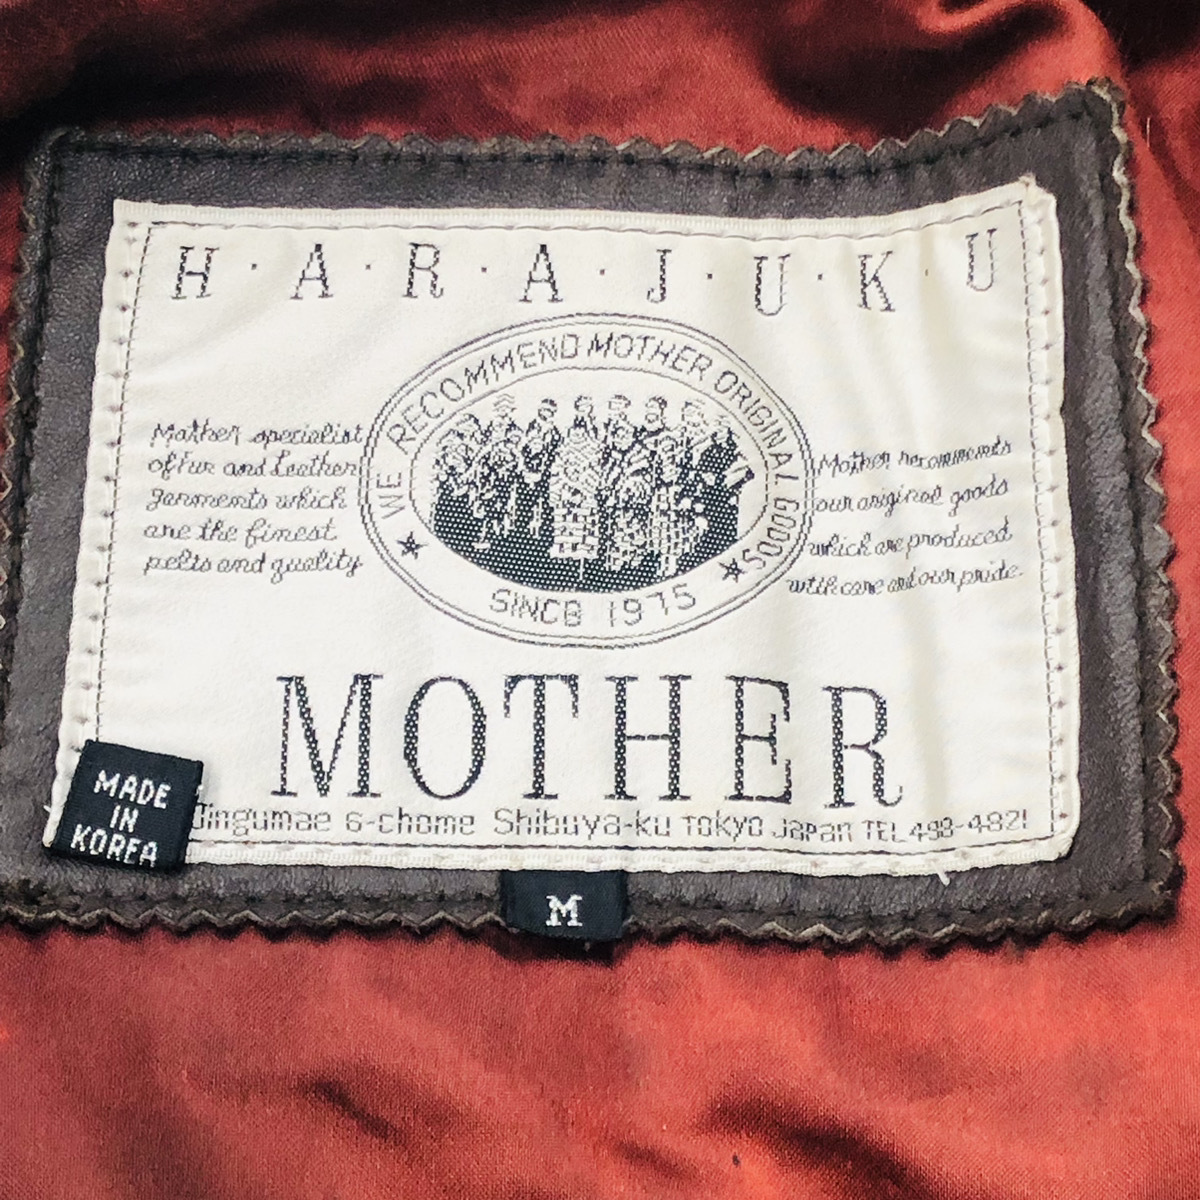 H·A·R·A·J·U·K·U
WE RECOMMEND MOTHER ORIGINAL GOODS
★ SINCE 1975 ★
Mother specialist
of fur and leather
garments which
are the finest
pelts and quality
Mother recommends
our original goods
which are produced
with care and our pride.
MOTHER
Jingumae 6-chome Shibuya-ku Tokyo Japan TEL 498-4821
MADE
IN
KOREA
M